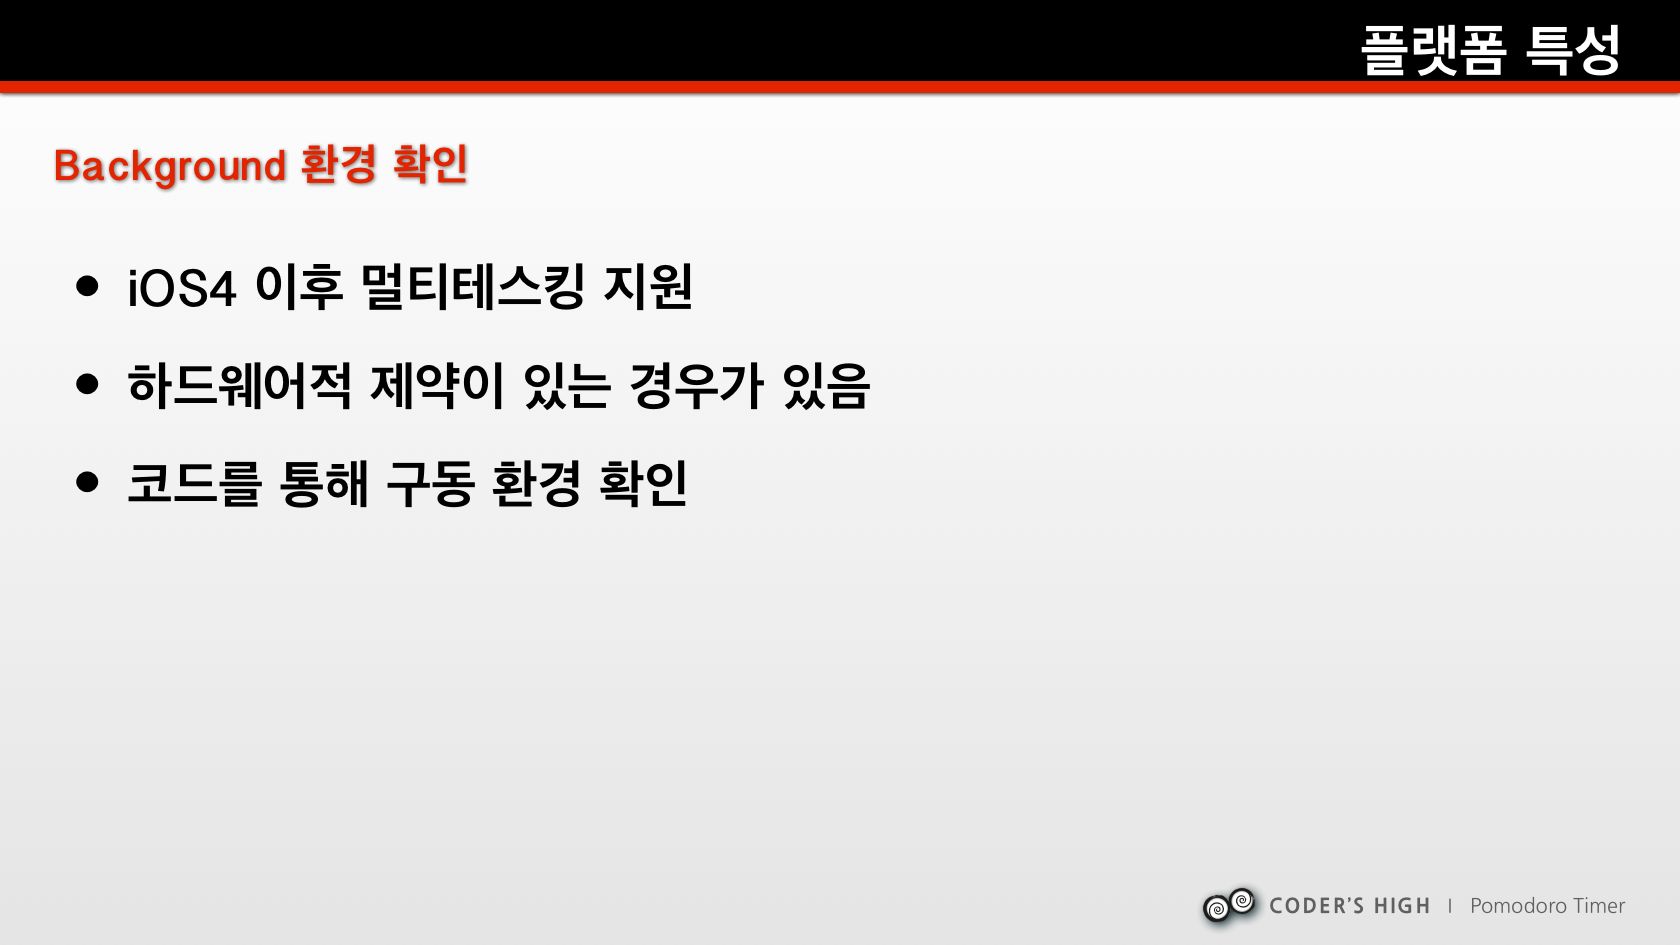 플랫폼 특성
Background 환경 확인
• iOS4 이후 멀티테스킹 지원
• 하드웨어적 제약이 있는 경우가 있음
• 코드를 통해 구동 환경 확인
CODER'S HIGH | Pomodoro Timer